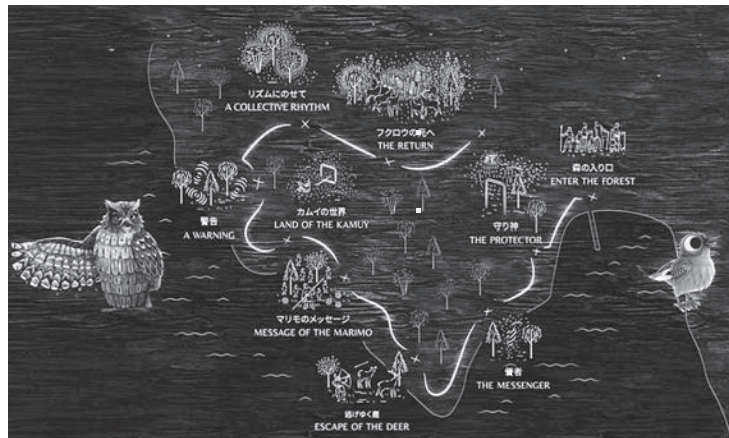 リズムにのせて
A COLLECTIVE RHYTHM
フクロウの元へ
THE RETURN
森の入り口
ENTER THE FOREST
警告
A WARNING
カムイの世界
LAND OF THE KAMUY
守り神
THE PROTECTOR
マリモのメッセージ
MESSAGE OF THE MARIMO
使者
THE MESSENGER
逃げゆく鹿
ESCAPE OF THE DEER